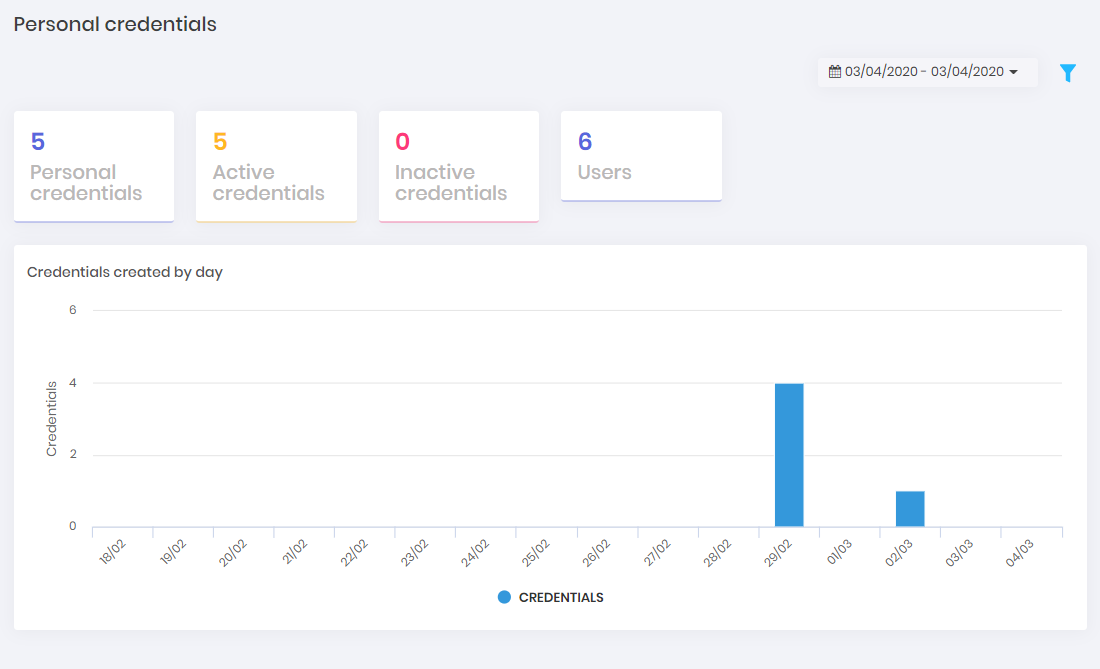 Personal credentials
03/04/2020 - 03/04/2020
5
Personal
credentials
5
Active
credentials
0
Inactive
credentials
6
Users
Credentials created by day
Credentials
6
4
2
0
18/02
19/02
20/02
21/02
22/02
23/02
24/02
25/02
26/02
27/02
28/02
29/02
01/03
02/03
03/03
04/03
CREDENTIALS